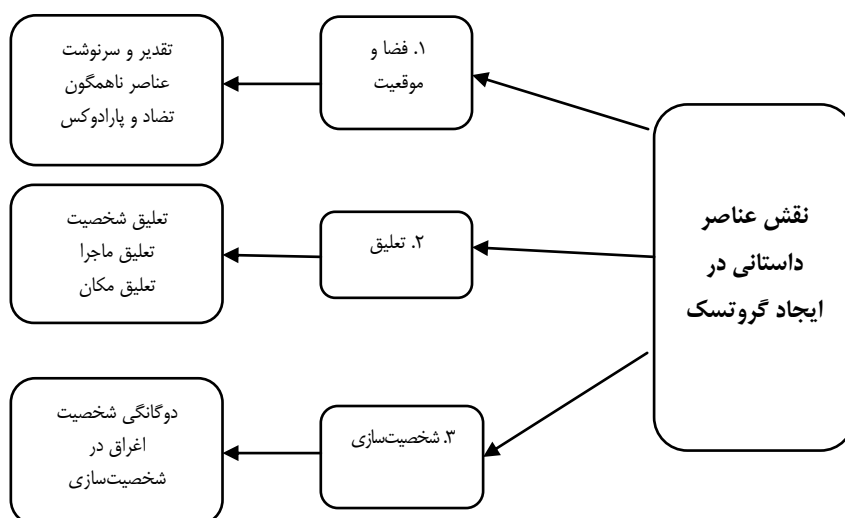 نقش عناصر
داستانی در
ایجاد گروتسک
۱. فضا و
موقعیت
تقدیر و سرنوشت
عناصر ناهمگون
تضاد و پارادوکس
۲. تعلیق
تعلیق شخصیت
تعلیق ماجرا
تعلیق مکان
۳. شخصیت‌سازی
دوگانگی شخصیت
اغراق در
شخصیت‌سازی